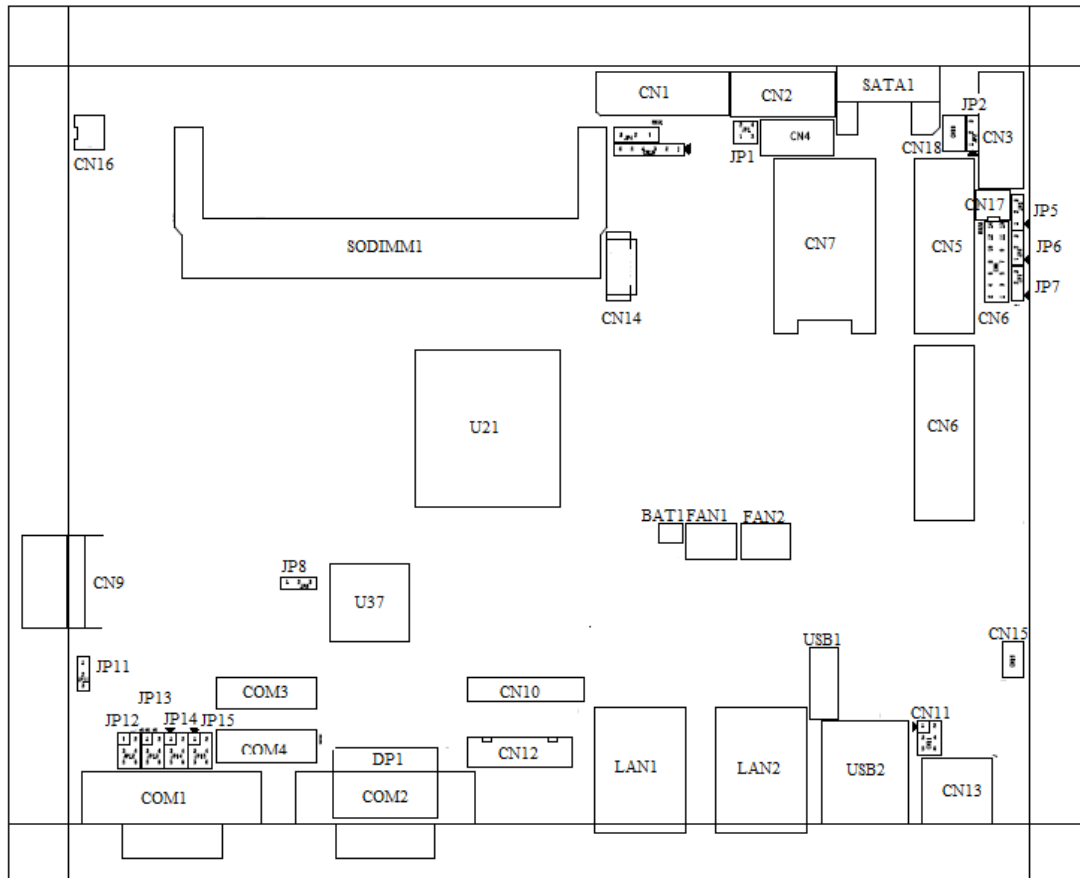 SATA1
CN1
CN2
JP2
CN4
CN3
CN16
JP1
CN18
CN17
JP5
SODIMM1
CN7
CN5
JP6
JP7
CN14
CN6
U21
CN6
BAT1
FAN1
FAN2
JP8
CN9
U37
CN15
USB1
JP11
COM3
CN10
JP13
JP12
JP14
JP15
CN11
COM4
CN12
DP1
LAN1
LAN2
USB2
COM1
COM2
CN13